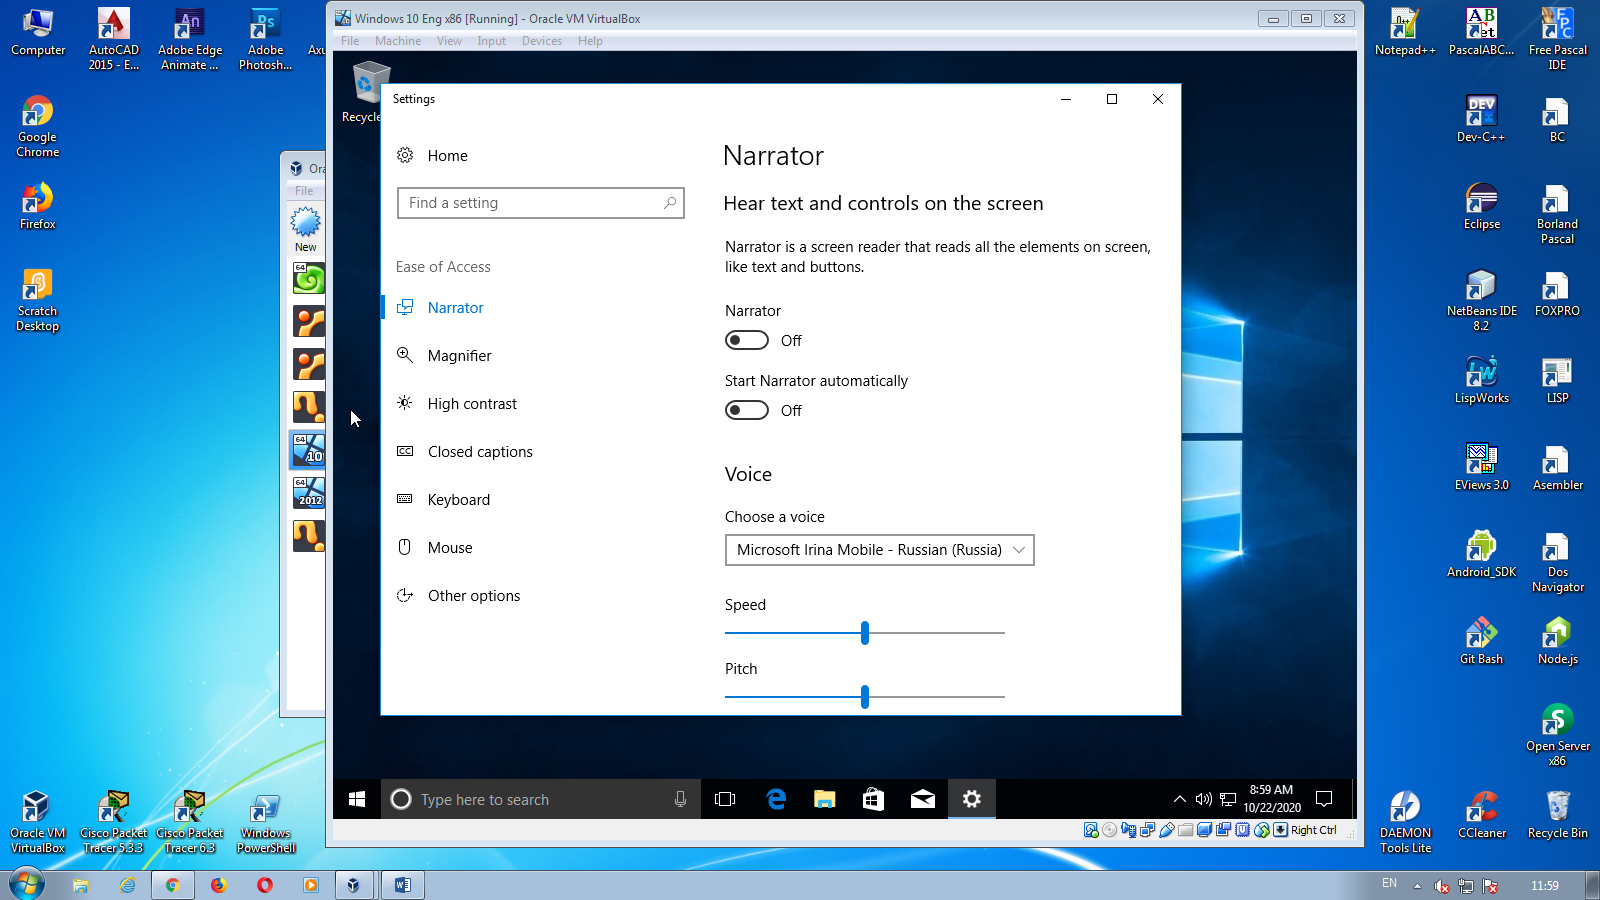 Computer
AutoCAD
2015 - E...
Adobe Edge
Animate ...
Adobe
Photosh...
Google
Chrome
Firefox
Scratch
Desktop
File
New
64
64
10
64
2012
Windows 10 Eng x86 [Running] - Oracle VM VirtualBox
File Machine View Input Devices Help
Settings
Home
Find a setting
Ease of Access
Narrator
Magnifier
High contrast
Closed captions
Keyboard
Mouse
Other options
Narrator
Hear text and controls on the screen
Narrator is a screen reader that reads all the elements on screen,
like text and buttons.
Narrator
Off
Start Narrator automatically
Off
Voice
Choose a voice
Microsoft Irina Mobile - Russian (Russia)
Speed
Pitch
Type here to search
8:59 AM
10/22/2020
Right Ctrl
Notepad++
PascalABC...
Free Pascal
IDE
Dev-C++
BC
Eclipse
Borland
Pascal
NetBeans IDE
8.2
FOXPRO
LispWorks
LISP
EViews 3.0
Asembler
Android_SDK
Dos
Navigator
Git Bash
Node.js
Open Server
x86
DAEMON
Tools Lite
CCleaner
Recycle Bin
Oracle VM
VirtualBox
Cisco Packet
Tracer 5.3.3
Cisco Packet
Tracer 6.3
Windows
PowerShell
EN
11:59